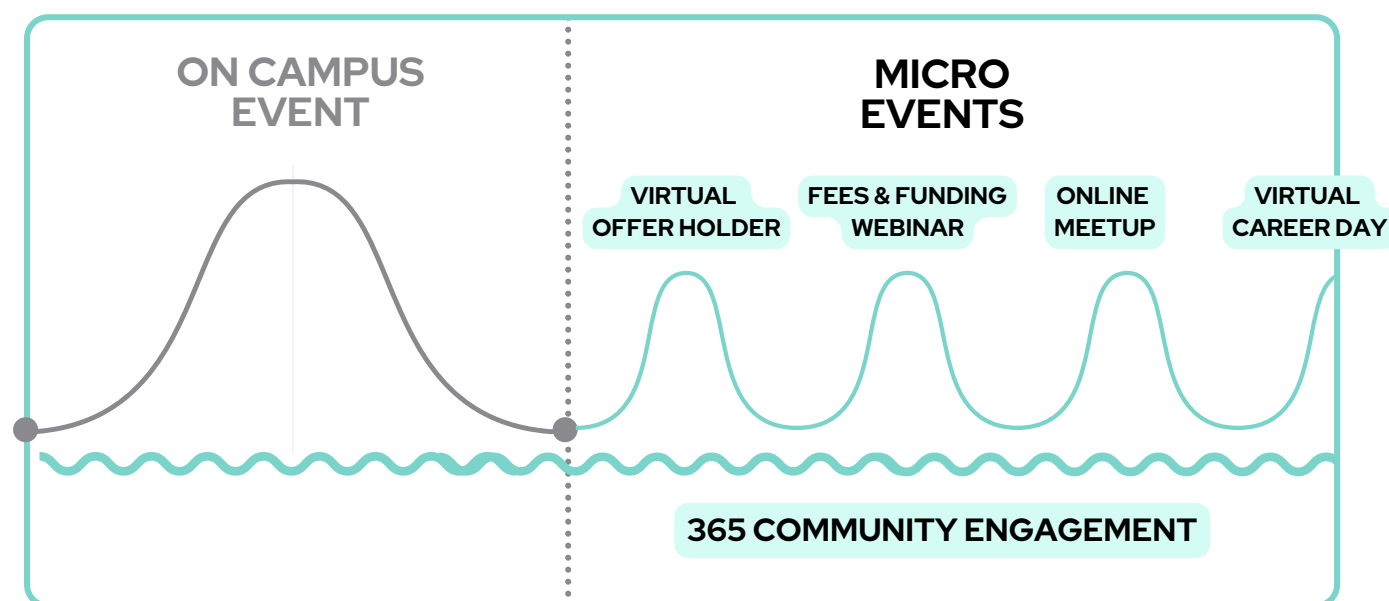 ON CAMPUS
EVENT
MICRO
EVENTS
VIRTUAL
OFFER HOLDER
FEES & FUNDING
WEBINAR
ONLINE
MEETUP
VIRTUAL
CAREER DAY
365 COMMUNITY ENGAGEMENT